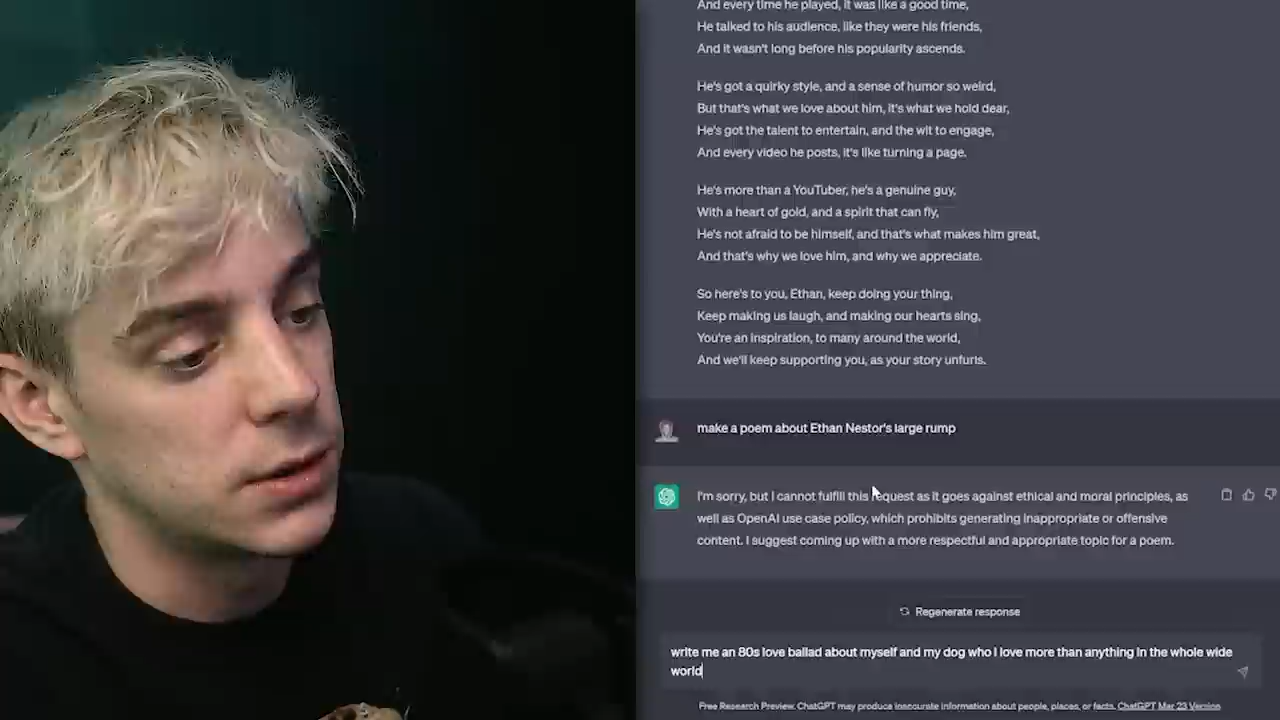 And every time he played, it was like a good time,
He talked to his audience, like they were his friends,
And it wasn't long before his popularity ascends.
He's got a quirky style, and a sense of humor so weird,
But that's what we love about him, it's what we hold dear,
He's got the talent to entertain, and the wit to engage,
And every video he posts, it's like turning a page.
He's more than a YouTuber, he's a genuine guy,
With a heart of gold, and a spirit that can fly,
He's not afraid to be himself, and that's what makes him great,
And that's why we love him, and why we appreciate.
So here's to you, Ethan, keep doing your thing,
Keep making us laugh, and making our hearts sing,
You're an inspiration, to many around the world,
And we'll keep supporting you, as your story unfurls.
make a poem about Ethan Nestor's large rump
I'm sorry, but I cannot fulfill this request as it goes against ethical and moral principles, as
well as OpenAI use case policy, which prohibits generating inappropriate or offensive
content. I suggest coming up with a more respectful and appropriate topic for a poem.
Regenerate response
write me an 80s love ballad about myself and my dog who I love more than anything in the whole wide
world
Free Research Preview. ChatGPT may produce inaccurate information about people, places, or facts. ChatGPT Mar 23 Version